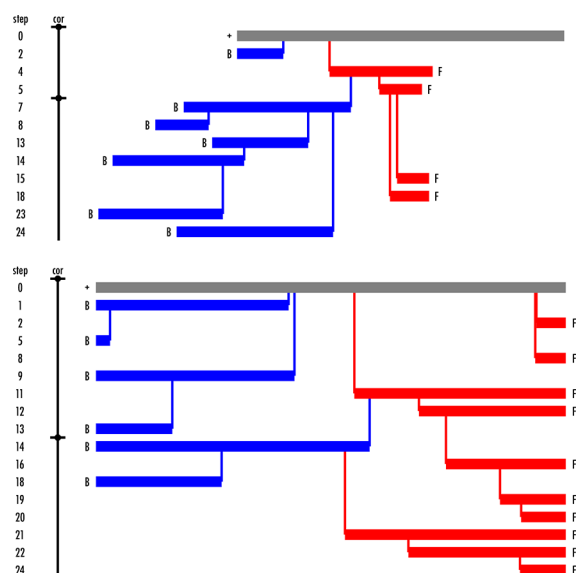 step cor
0 +
2 B
4 F
5 F
7 B
8 B
13 B
14 B
15 F
18 F
23 B
24 B
step cor
0 +
1 B
2 F
5 B
8 F
9 B
11 F
12 F
13 B
14 B
16 F
18 B
19 F
20 F
21 F
22 F
24 F